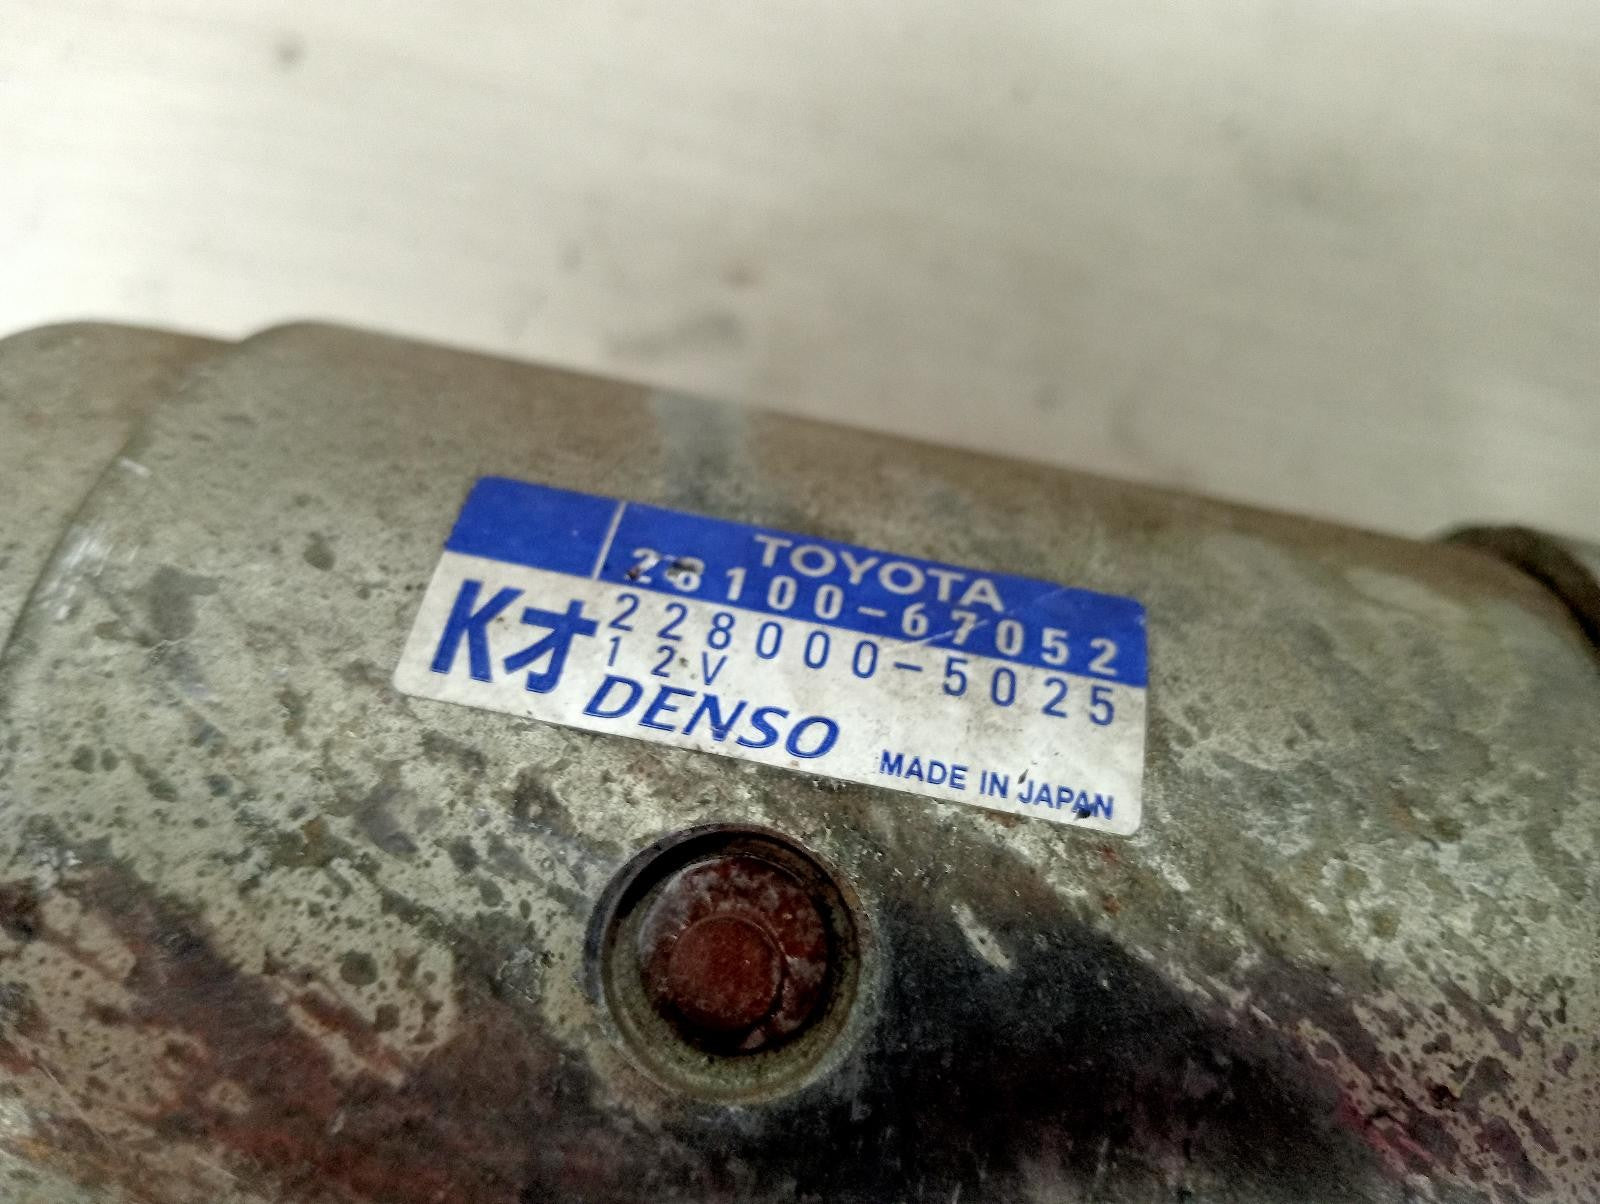 TOYOTA
28100-67052
Kオ
228000-5025
12V
DENSO
MADE IN JAPAN